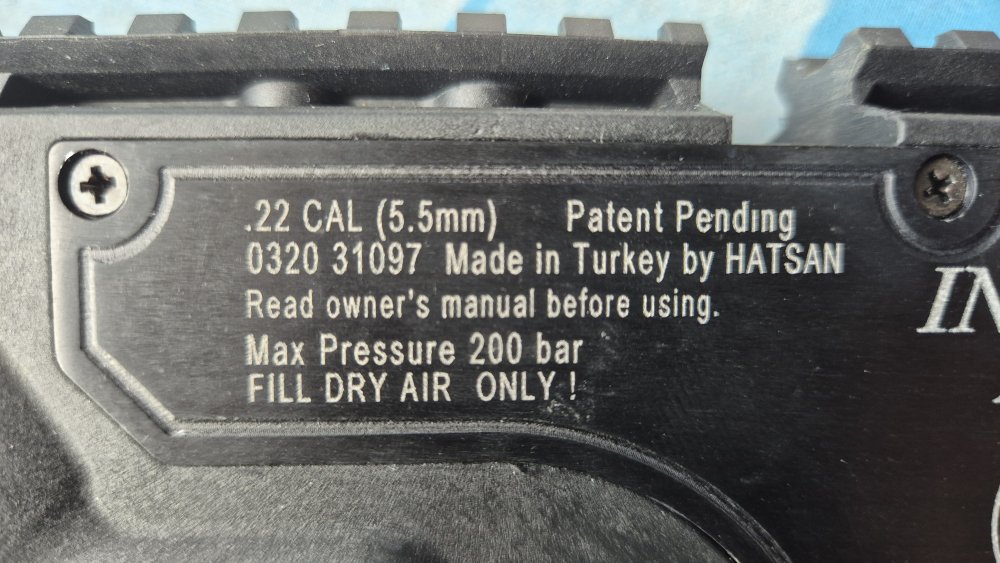 .22 CAL (5.5mm) Patent Pending
0320 31097 Made in Turkey by HATSAN
Read owner's manual before using.
Max Pressure 200 bar
FILL DRY AIR ONLY !